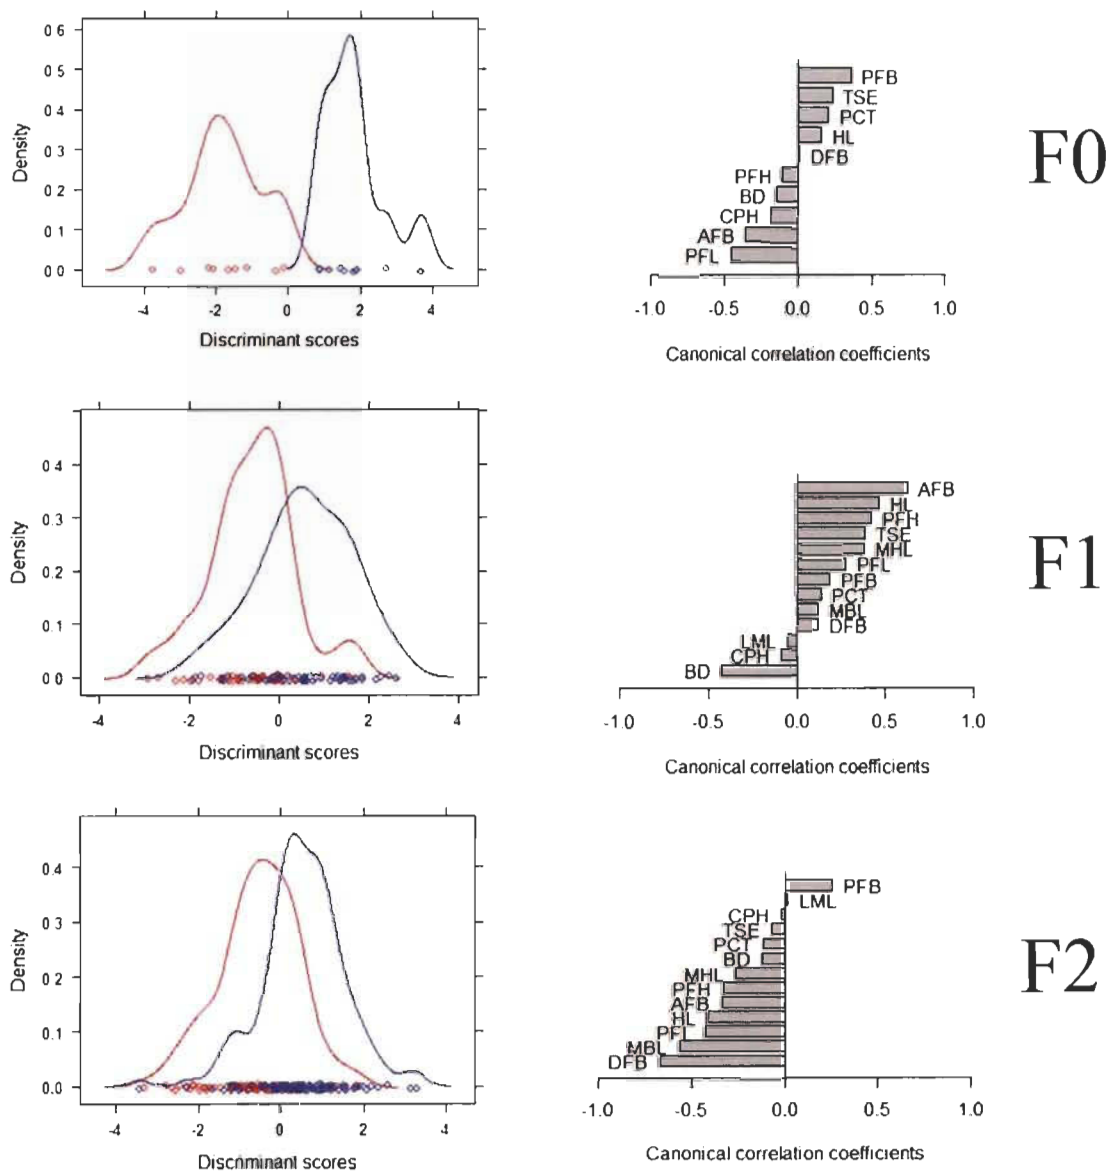 0 6
0 5
0.4
0.3
0.2
0.1
0 0
Density
-4
-2
0
2
4
Discriminant scores
PFB
TSE
PCT
HL
DFB
PFH
BD
CPH
AFB
PFL
-1.0
-0.5
0.0
0.5
1.0
Canonical correlation coefficients
F0
0 4
0.3
0.2
0.1
0.0
Density
-4
-2
0
2
4
Discriminant scores
AFB
HL
PFH
TSE
MHL
PFL
PFB
PCT
MBL
DFB
LML
CPH
BD
-1.0
-0.5
0.0
0.5
1.0
Canonical correlation coefficients
F1
0.4
0.3
0.2
0.1
0.0
Density
-4
-2
0
2
4
Discriminant scores
PFB
LML
CPH
TSE
PCT
BD
MHL
PFH
AFB
HL
PFL
MBL
DFB
-1.0
-0.5
0.0
0.5
1.0
Canonical correlation coefficients
F2